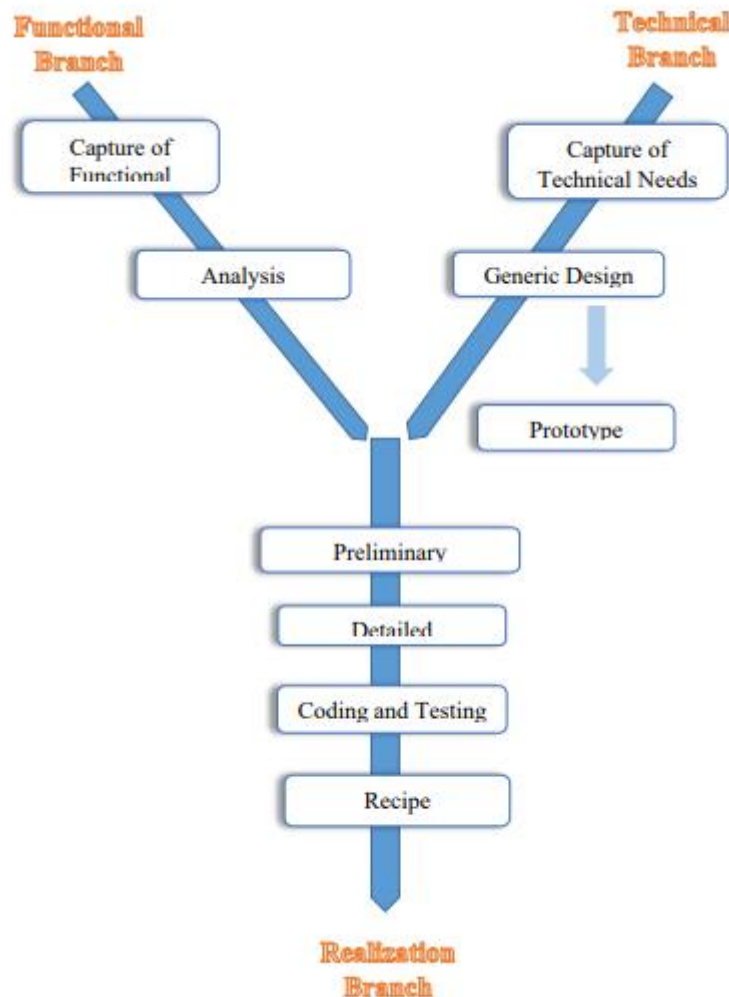 Functional
Branch
Technical
Branch
Capture of
Functional
Capture of
Technical Needs
Analysis
Generic Design
Prototype
Preliminary
Detailed
Coding and Testing
Recipe
Realization
Branch